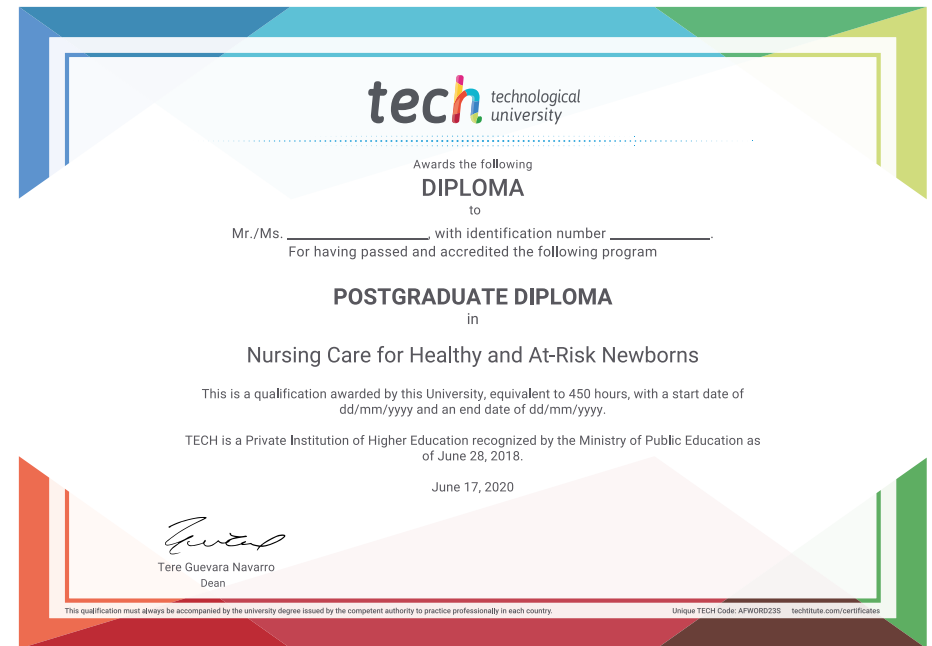 tech technological
university
Awards the following
DIPLOMA
to
Mr./Ms. ____________________, with identification number ______________.
For having passed and accredited the following program
POSTGRADUATE DIPLOMA
in
Nursing Care for Healthy and At-Risk Newborns
This is a qualification awarded by this University, equivalent to 450 hours, with a start date of
dd/mm/yyyy and an end date of dd/mm/yyyy.
TECH is a Private Institution of Higher Education recognized by the Ministry of Public Education as
of June 28, 2018.
June 17, 2020
Tere Guevara Navarro
Dean
This qualification must always be accompanied by the university degree issued by the competent authority to practice professionally in each country.
Unique TECH Code: AFWORD23S techtitute.com/certificates